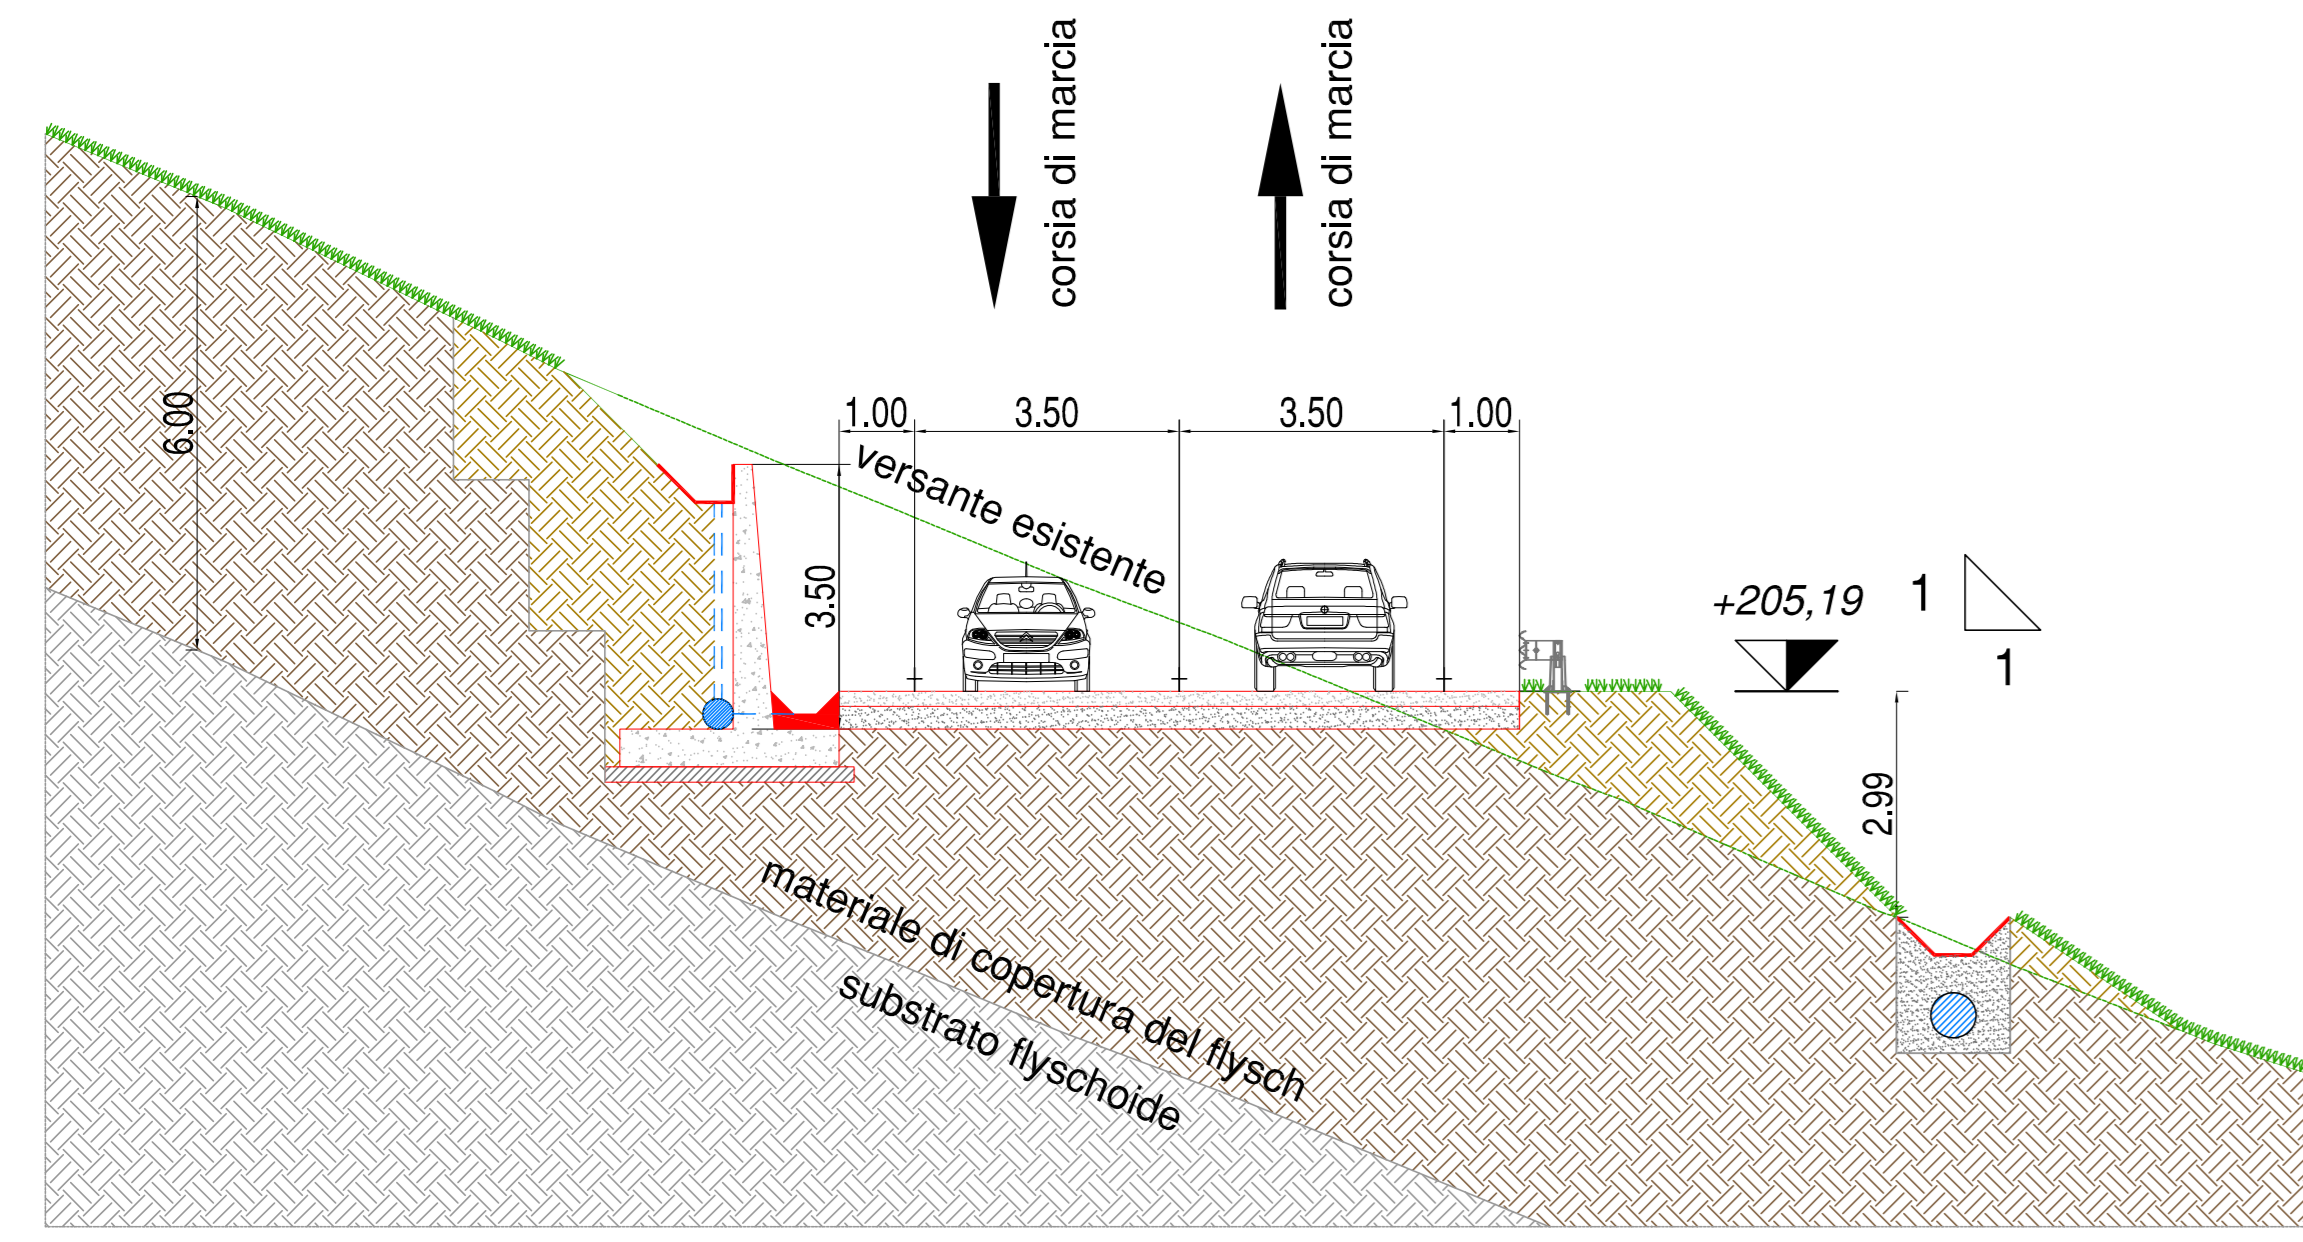 corsia di marcia
corsia di marcia
6.00
1.00
3.50
3.50
1.00
versante esistente
3.50
+205,19
1
1
2.99
materiale di copertura del flysch
substrato flyschoide